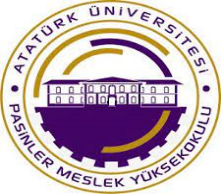 ATATÜRK ÜNİVERSİTESİ
PASİNLER MESLEK YÜKSEKOKULU